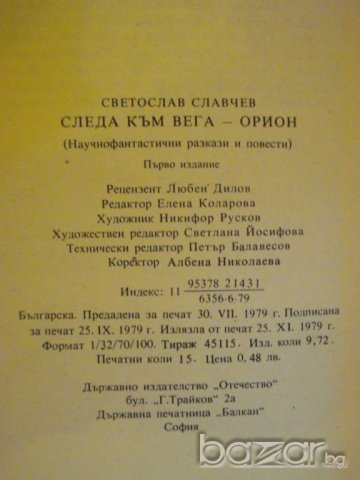 СВЕТОСЛАВ СЛАВЧЕВ
СЛЕДА КЪМ ВЕГА — ОРИОН
(Научнофантастични разкази и повести)
Първо издание
Рецензент Любен Дилов
Редактор Елена Коларова
Художник Никифор Русков
Художествен редактор Светлана Йосифова
Технически редактор Петър Балавесов
Коректор Албена Николаева
Индекс: 11 95378 21431
6356-6-79
Българска. Предадена за печат 30. VII. 1979 г. Подписана
за печат 25. IX. 1979 г. Излязла от печат 25. XI. 1979 г.
Формат 1/32/70/100. Тираж 45115. Изд. коли 9,72.
Печатни коли 15. Цена 0.48 лв.
Държавно издателство „Отечество"
бул. „Г.Трайков" 2а
Държавна печатница „Балкан"
София
bazar.bg